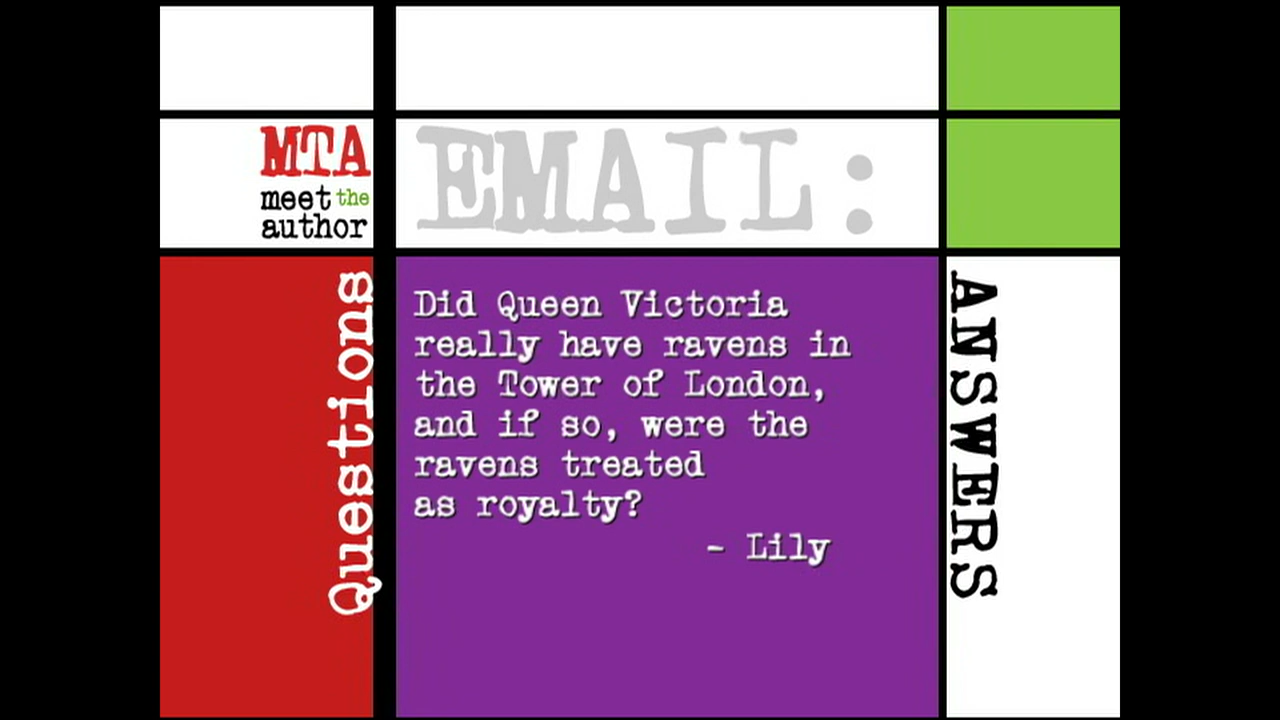 MTA
meet the
author
EMAIL:
Questions
Did Queen Victoria
really have ravens in
the Tower of London,
and if so, were the
ravens treated
as royalty?
- Lily
ANSWERS